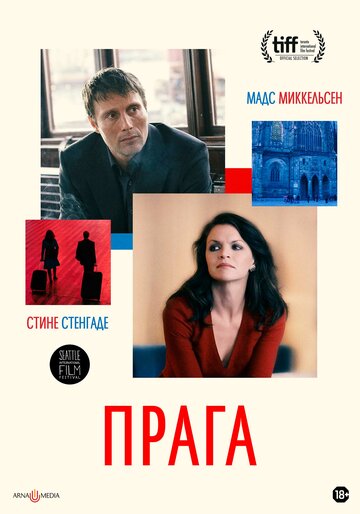 tiff
toronto
international
film festival
OFFICIAL SELECTION
МАДС МИККЕЛЬСЕН
СТИНЕ СТЕНГАДЕ
SEATTLE
INTERNATIONAL
FILM
FESTIVAL
ПРАГА
ARNA MEDIA
18+